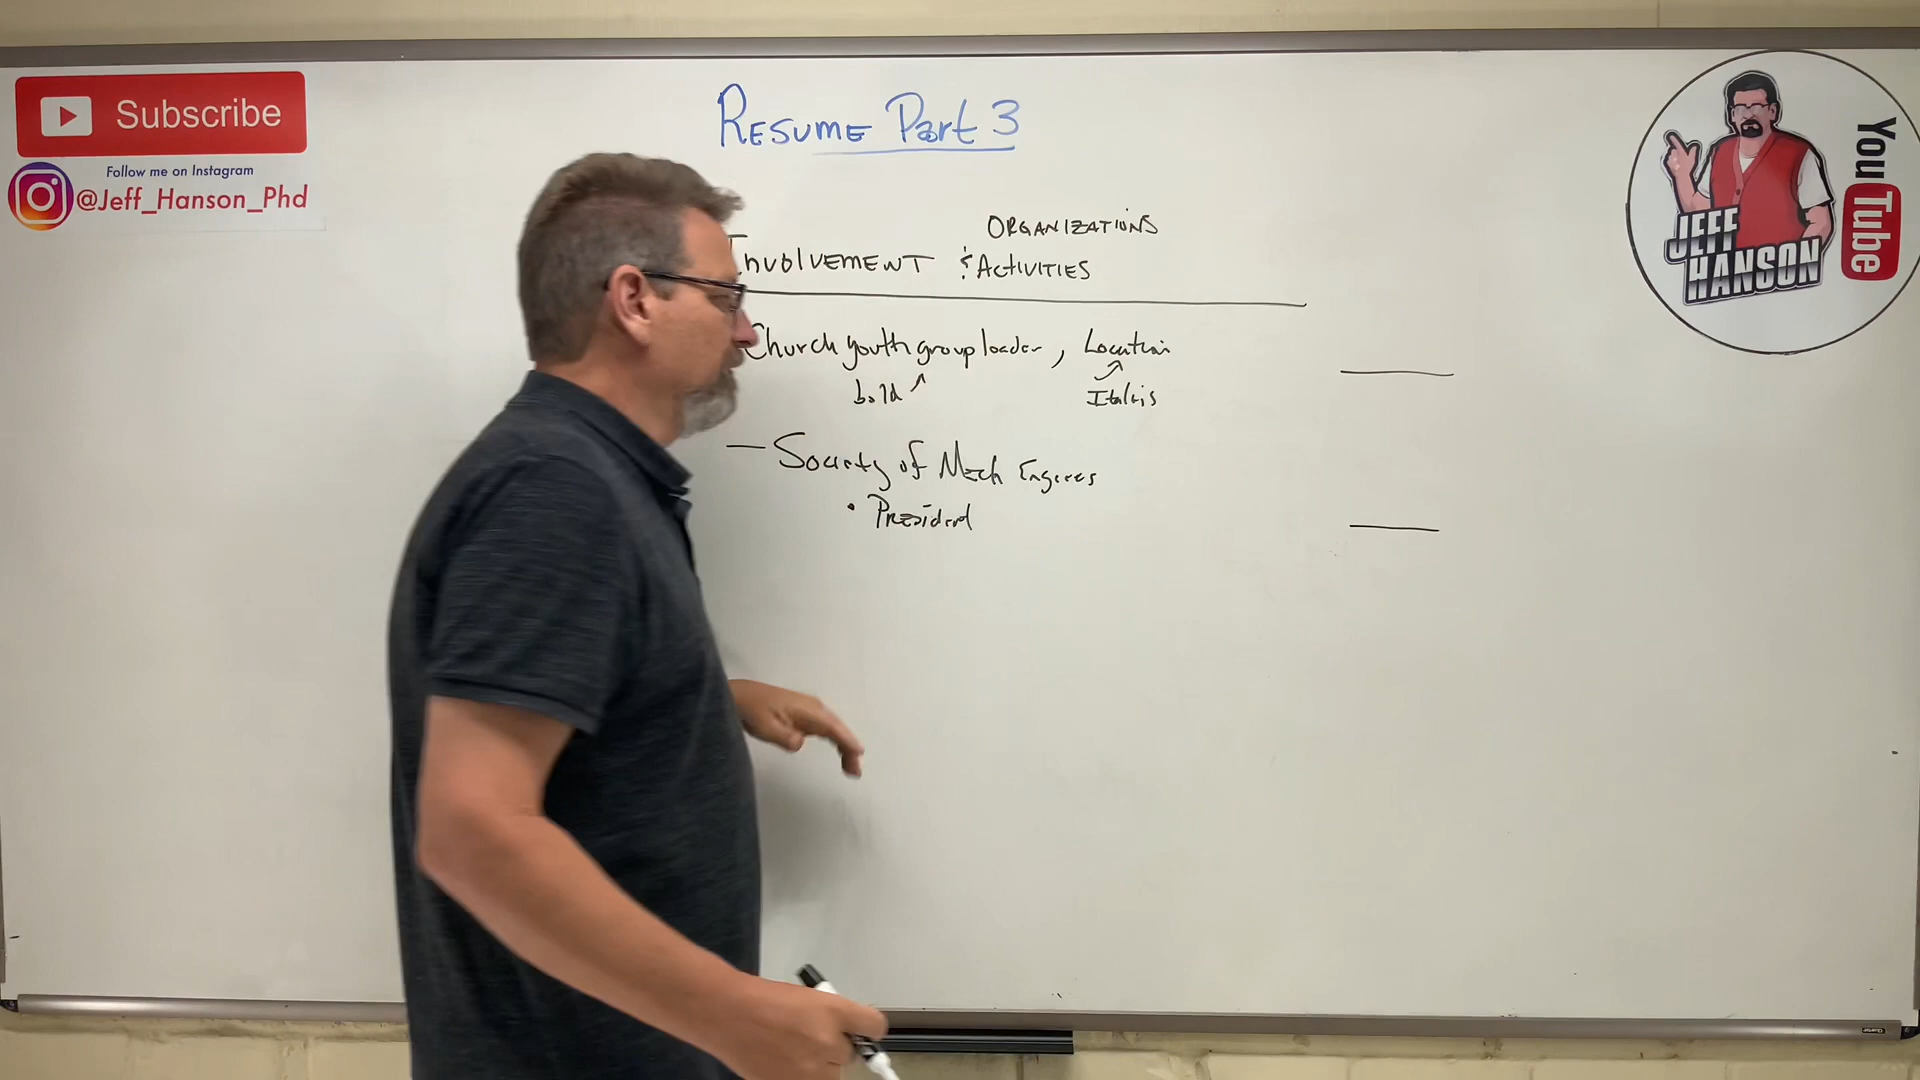 Subscribe
Follow me on Instagram
@Jeff_Hanson_Phd
RESUME Part 3
ORGANIZATIONS
INVOLVEMENT & ACTIVITIES
Church youth group leader, Location
bold
Italics
— Society of Mech Engineers
• President
JEFF
HANSON
YouTube